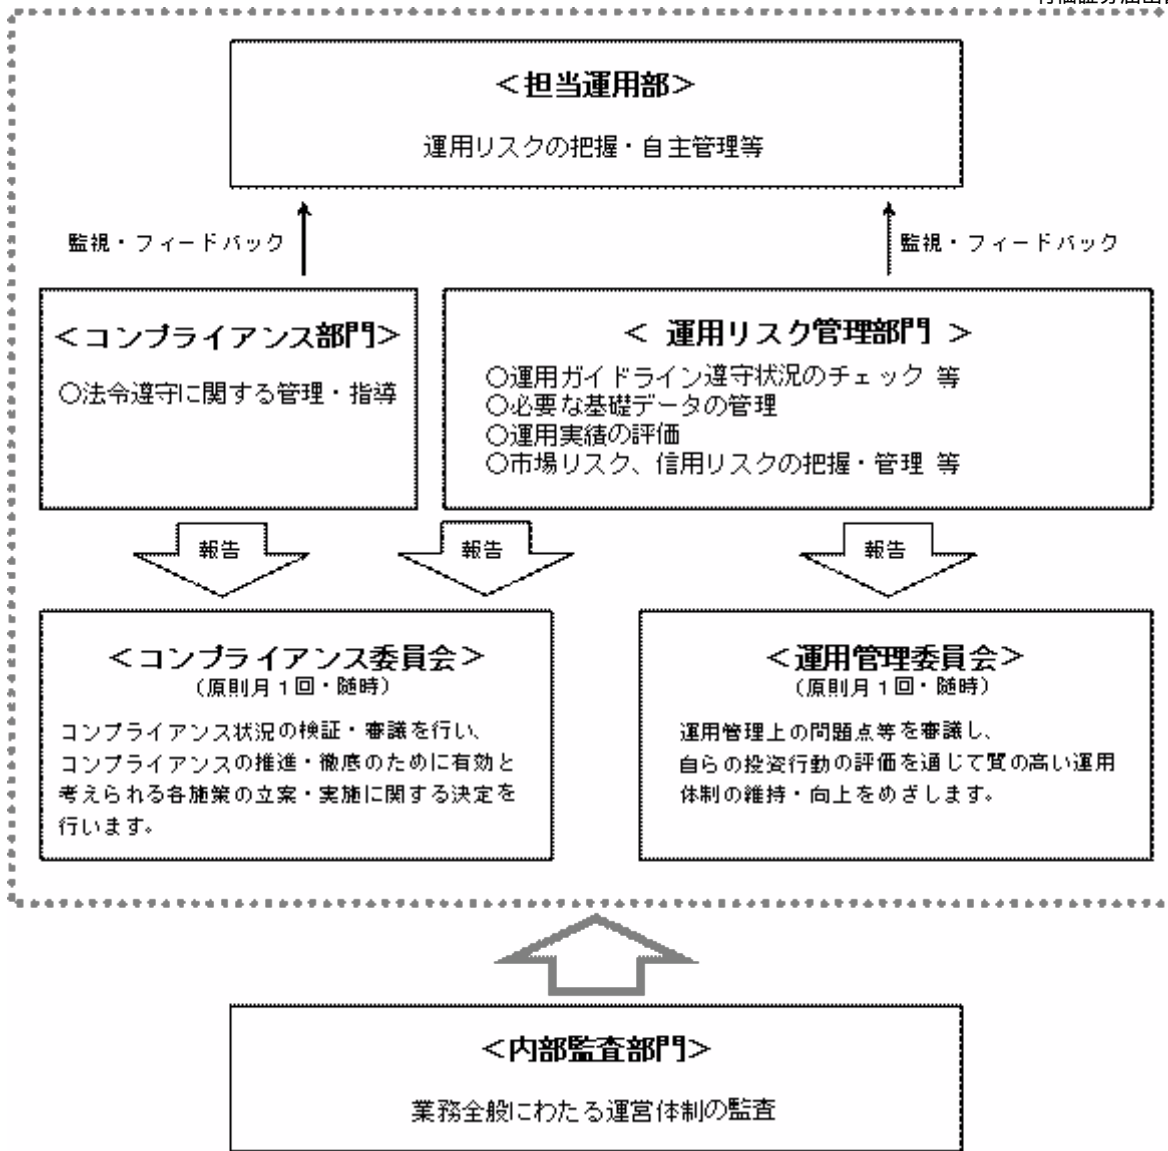 ＜担当運用部＞
運用リスクの把握・自主管理等
監視・フィードバック
監視・フィードバック
＜コンプライアンス部門＞
○法令遵守に関する管理・指導
＜ 運用リスク管理部門 ＞
○運用ガイドライン遵守状況のチェック 等
○必要な基礎データの管理
○運用実績の評価
○市場リスク、信用リスクの把握・管理 等
報告
報告
報告
＜コンプライアンス委員会＞
（原則月１回・随時）
コンプライアンス状況の検証・審議を行い、
コンプライアンスの推進・徹底のために有効と
考えられる各施策の立案・実施に関する決定を
行います。
＜運用管理委員会＞
（原則月１回・随時）
運用管理上の問題点等を審議し、
自らの投資行動の評価を通じて質の高い運用
体制の維持・向上をめざします。
＜内部監査部門＞
業務全般にわたる運営体制の監査